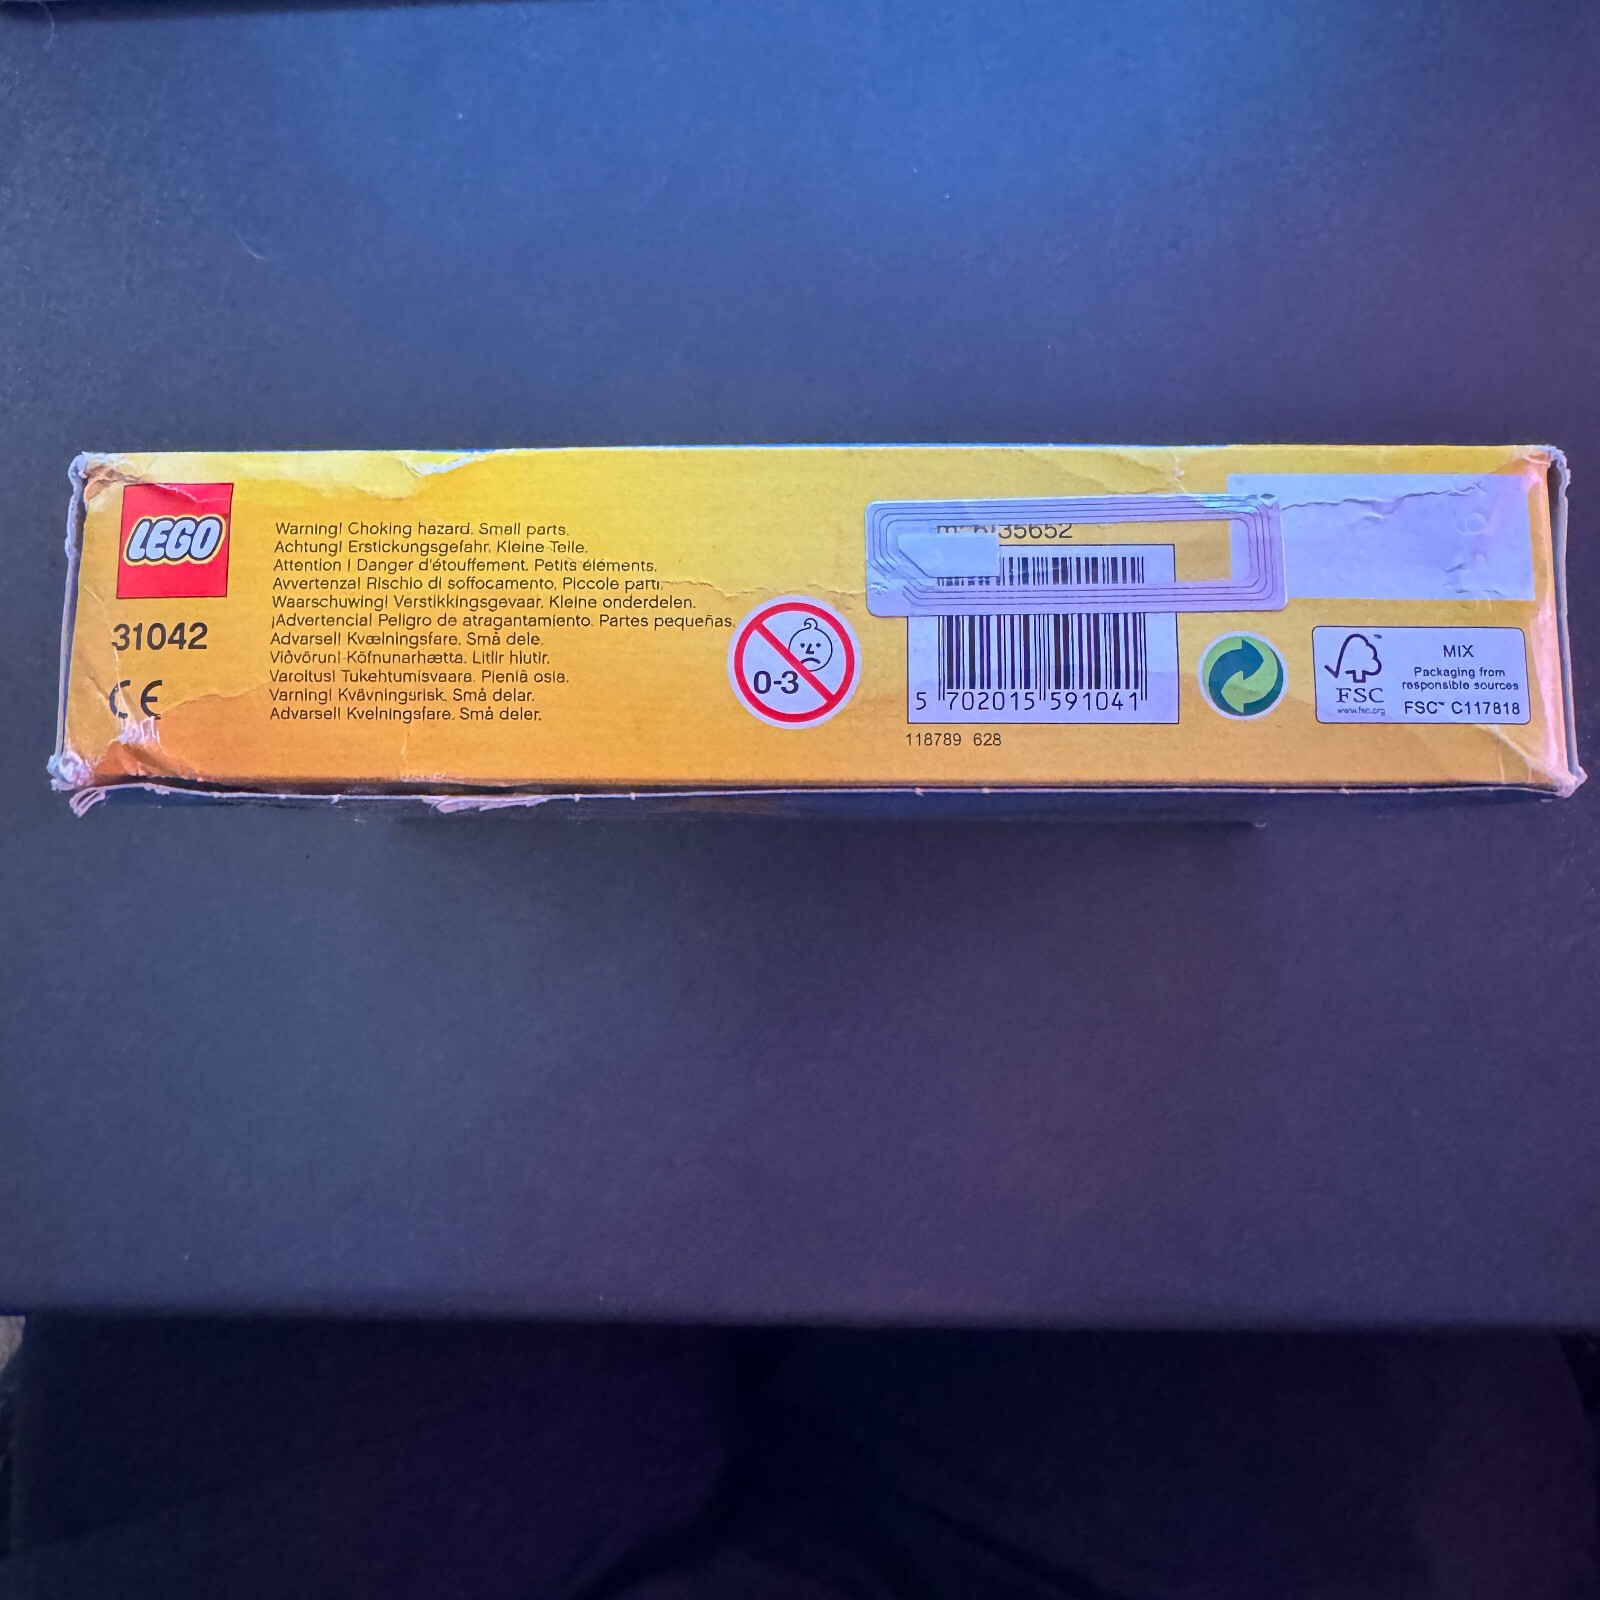 LEGO
31042
CE
Warning! Choking hazard. Small parts.
Achtung! Erstickungsgefahr. Kleine Teile.
Attention ! Danger d'étouffement. Petits éléments.
Avvertenza! Rischio di soffocamento. Piccole parti.
Waarschuwing! Verstikkingsgevaar. Kleine onderdelen.
¡Advertencia! Peligro de atragantamiento. Partes pequeñas.
Advarsel! Kvælningsfare. Små dele.
Viðvörun! Köfnunarhætta. Litlir hlutir.
Varoitus! Tukehtumisvaara. Pieniä osia.
Varning! Kvävningsrisk. Små delar.
Advarsel! Kvelningsfare. Små deler.
0-3
5 702015 591041
118789 628
FSC
www.fsc.org
MIX
Packaging from
responsible sources
FSC™ C117818